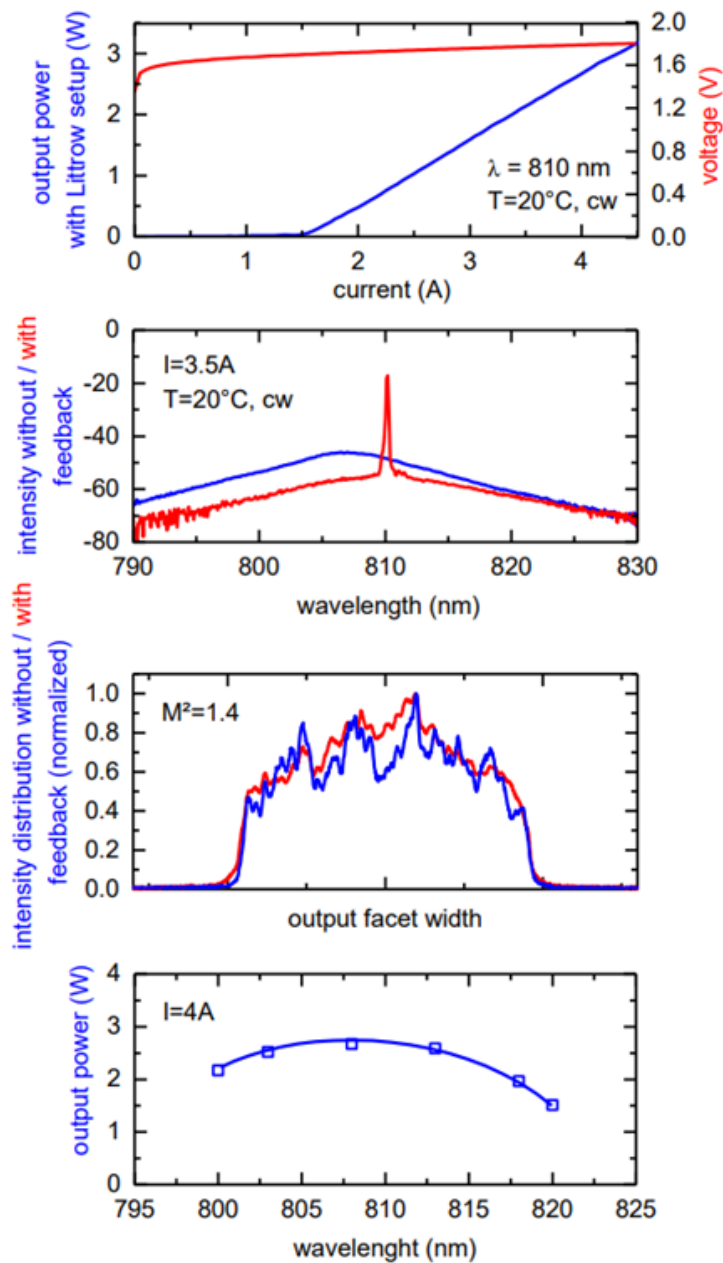 output power
with Littrow setup (W)
3
2
1
0
2.0
1.6
1.2
0.8
0.4
0.0
voltage (V)
λ = 810 nm
T=20°C, cw
0 1 2 3 4
current (A)
intensity without / with
feedback
0
-20
-40
-60
-80
I=3.5A
T=20°C, cw
790 800 810 820 830
wavelength (nm)
intensity distribution without / with
feedback (normalized)
1.0
0.8
0.6
0.4
0.2
0.0
M²=1.4
805 810 815
output facet width
output power (W)
4
3
2
1
0
I=4A
795 800 805 810 815 820 825
wavelenght (nm)